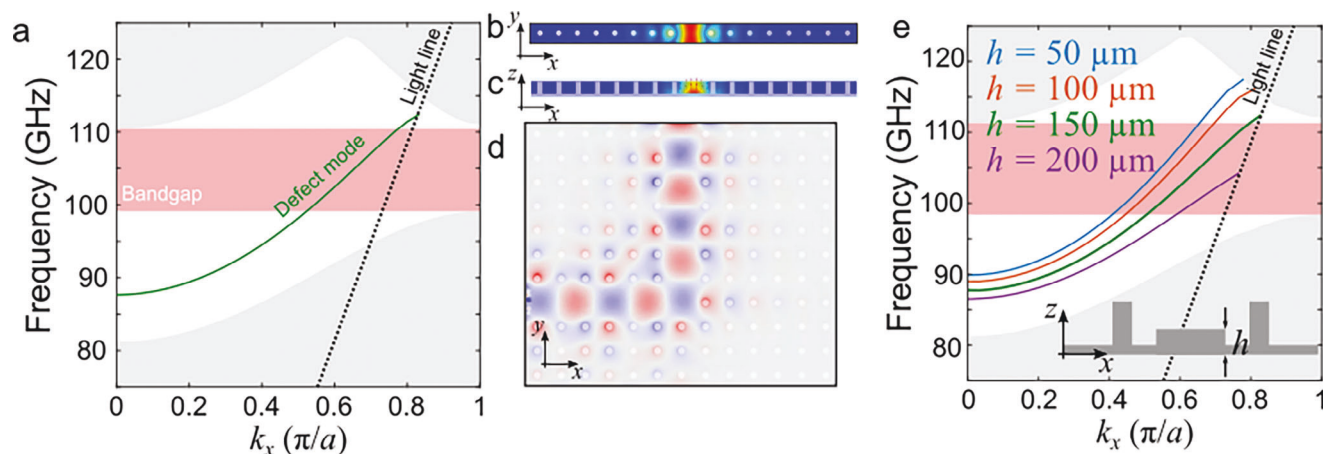 a
Frequency (GHz)
120
110
100
90
80
0
0.2
0.4
0.6
0.8
1
kₓ (π/a)
Light line
Defect mode
Bandgap
b
y
x
c
z
x
d
y
x
e
Frequency (GHz)
120
110
100
90
80
0
0.2
0.4
0.6
0.8
1
kₓ (π/a)
h = 50 µm
h = 100 µm
h = 150 µm
h = 200 µm
Light line
z
x
h